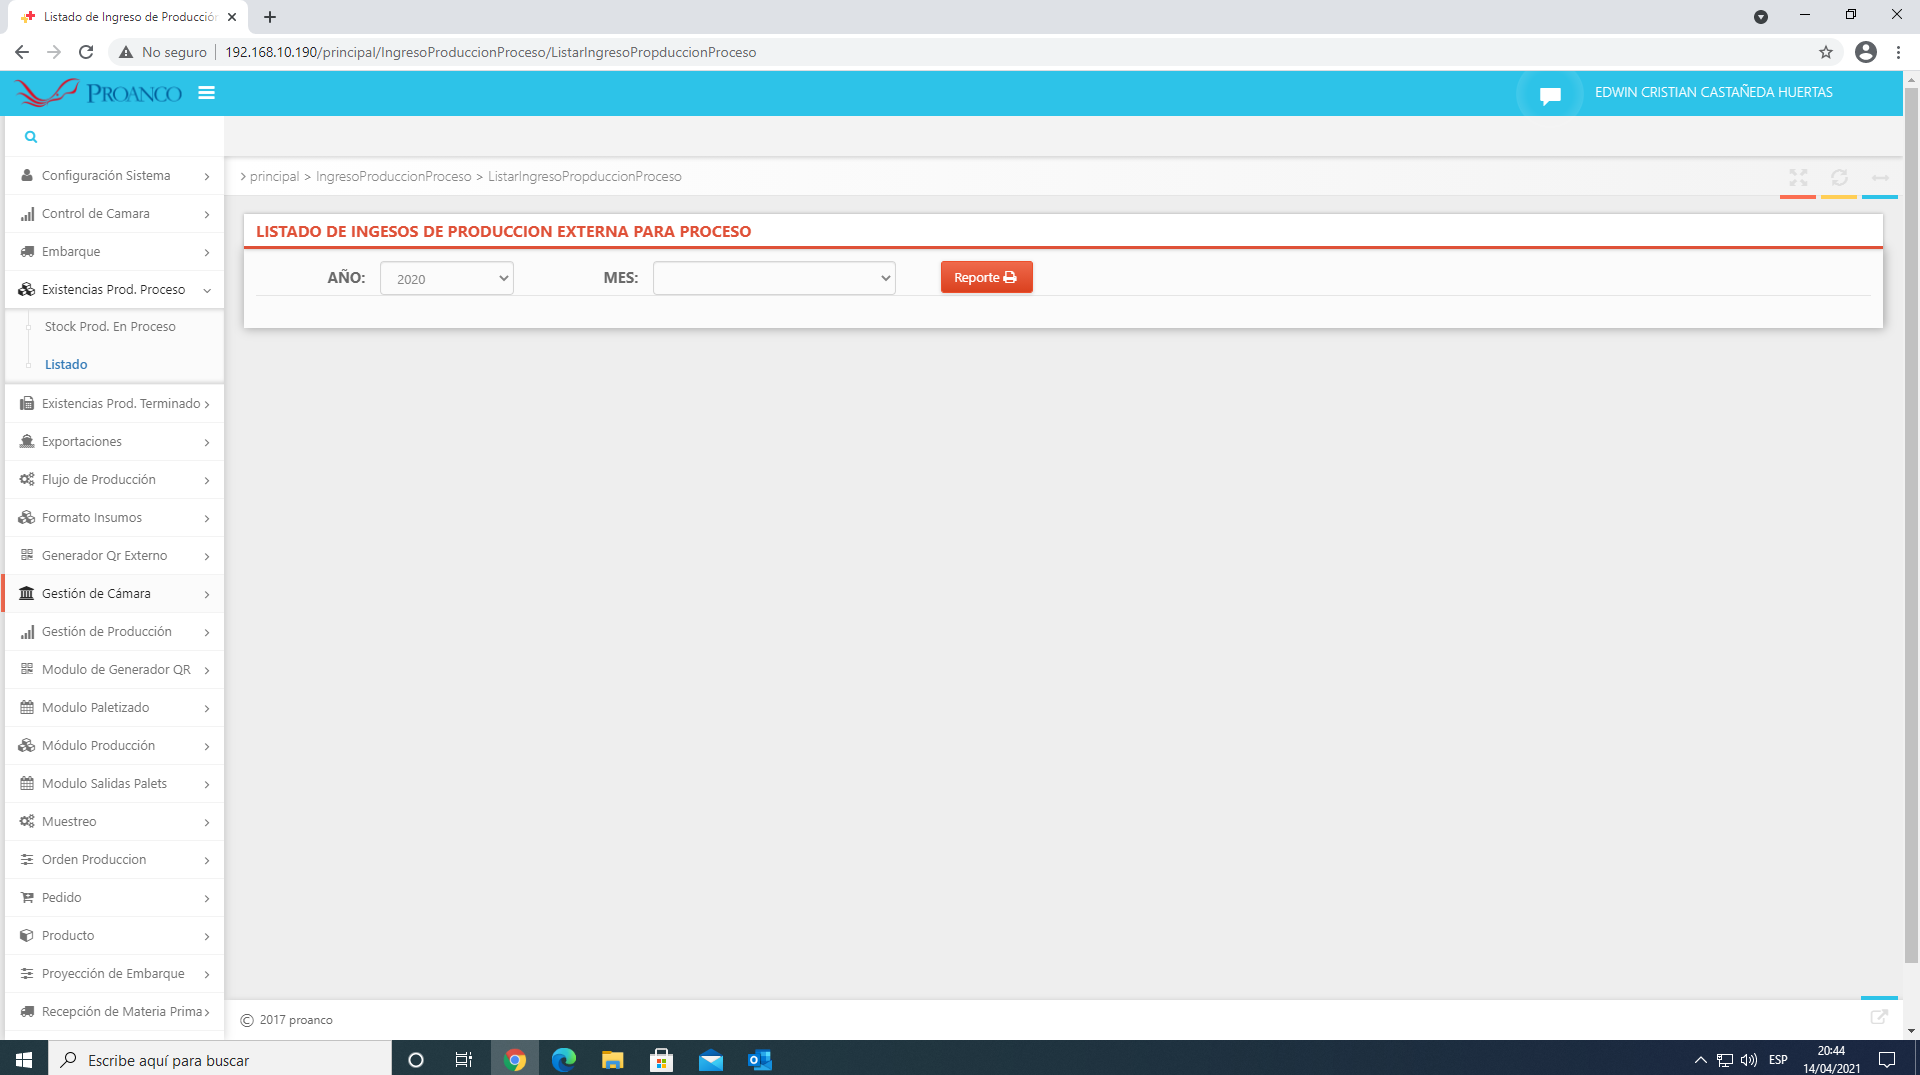 Listado de Ingreso de Producción
No seguro
192.168.10.190/principal/IngresoProduccionProceso/ListarIngresoPropduccionProceso
PROANCO
EDWIN CRISTIAN CASTAÑEDA HUERTAS
> principal > IngresoProduccionProceso > ListarIngresoPropduccionProceso
LISTADO DE INGESOS DE PRODUCCION EXTERNA PARA PROCESO
AÑO:
2020
MES:
Reporte
Configuración Sistema
Control de Camara
Embarque
Existencias Prod. Proceso
Stock Prod. En Proceso
Listado
Existencias Prod. Terminado
Exportaciones
Flujo de Producción
Formato Insumos
Generador Qr Externo
Gestión de Cámara
Gestión de Producción
Modulo de Generador QR
Modulo Paletizado
Módulo Producción
Modulo Salidas Palets
Muestreo
Orden Produccion
Pedido
Producto
Proyección de Embarque
Recepción de Materia Prima
© 2017 proanco
Escribe aquí para buscar
ESP
20:44
14/04/2021